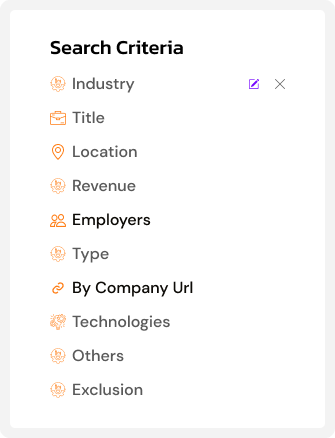 Search Criteria
Industry
Title
Location
Revenue
Employers
Type
By Company Url
Technologies
Others
Exclusion